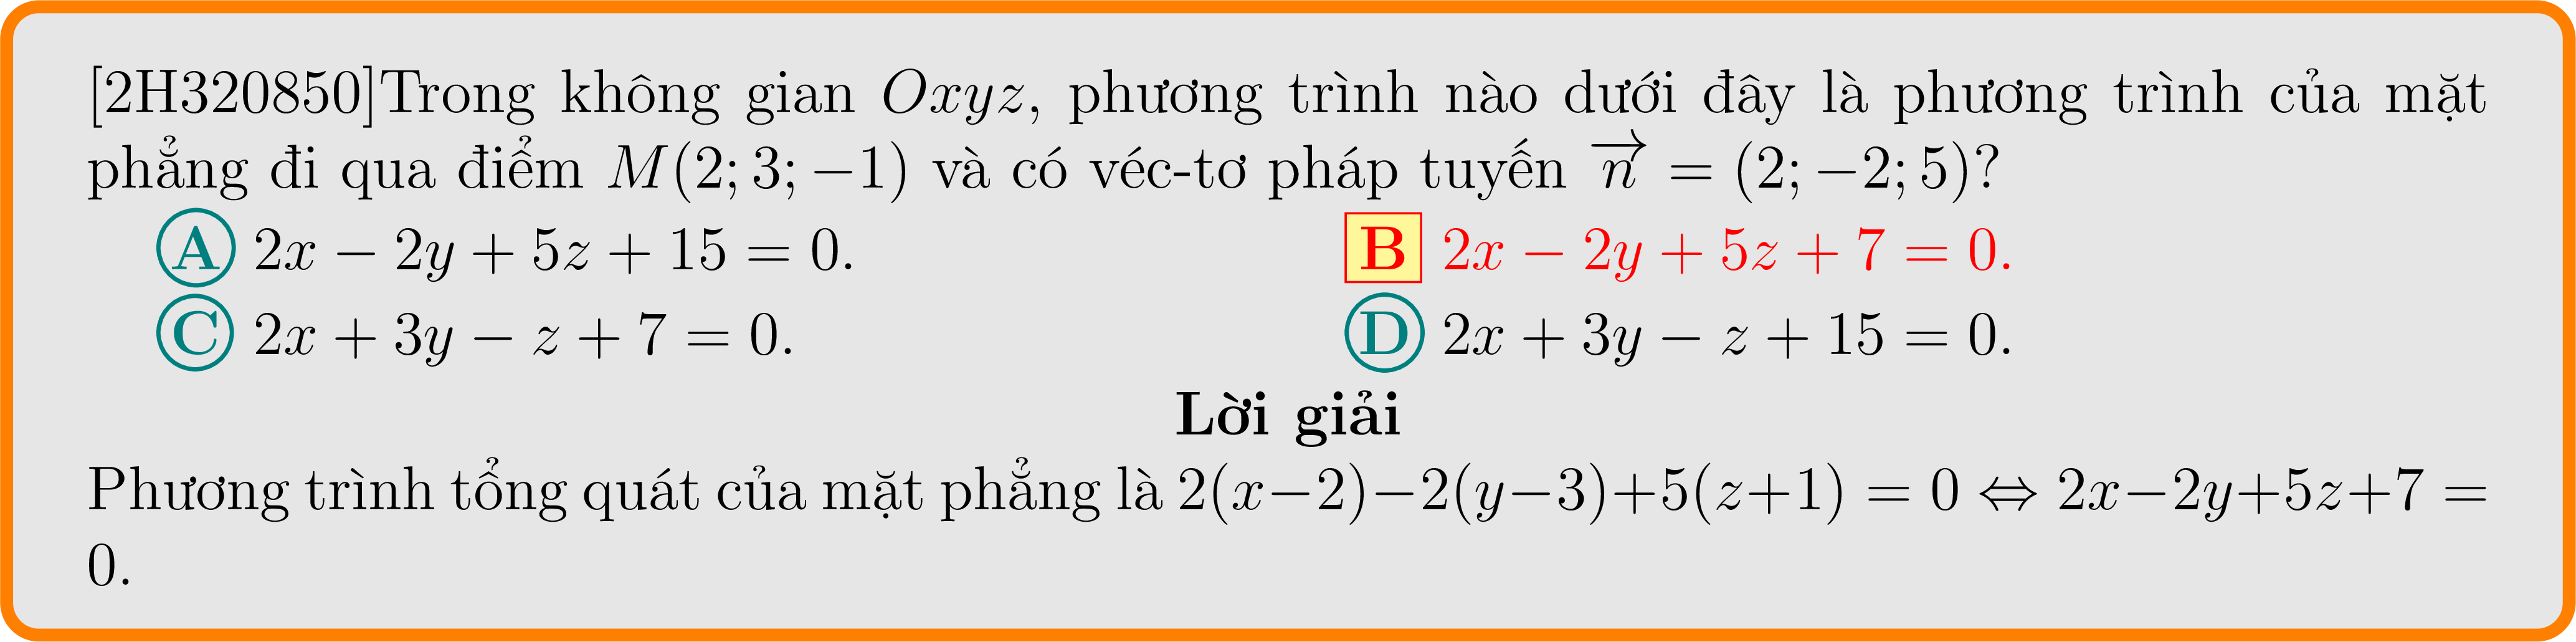 [2H320850]Trong không gian Oxyz, phương trình nào dưới đây là phương trình của mặt
phẳng đi qua điểm M(2; 3; −1) và có véc-tơ pháp tuyến n⃗ = (2; −2; 5)?
A 2x − 2y + 5z + 15 = 0.
B 2x − 2y + 5z + 7 = 0.
C 2x + 3y − z + 7 = 0.
D 2x + 3y − z + 15 = 0.
Lời giải
Phương trình tổng quát của mặt phẳng là 2(x−2)−2(y−3)+5(z+1) = 0 ⇔ 2x−2y+5z+7 =
0.